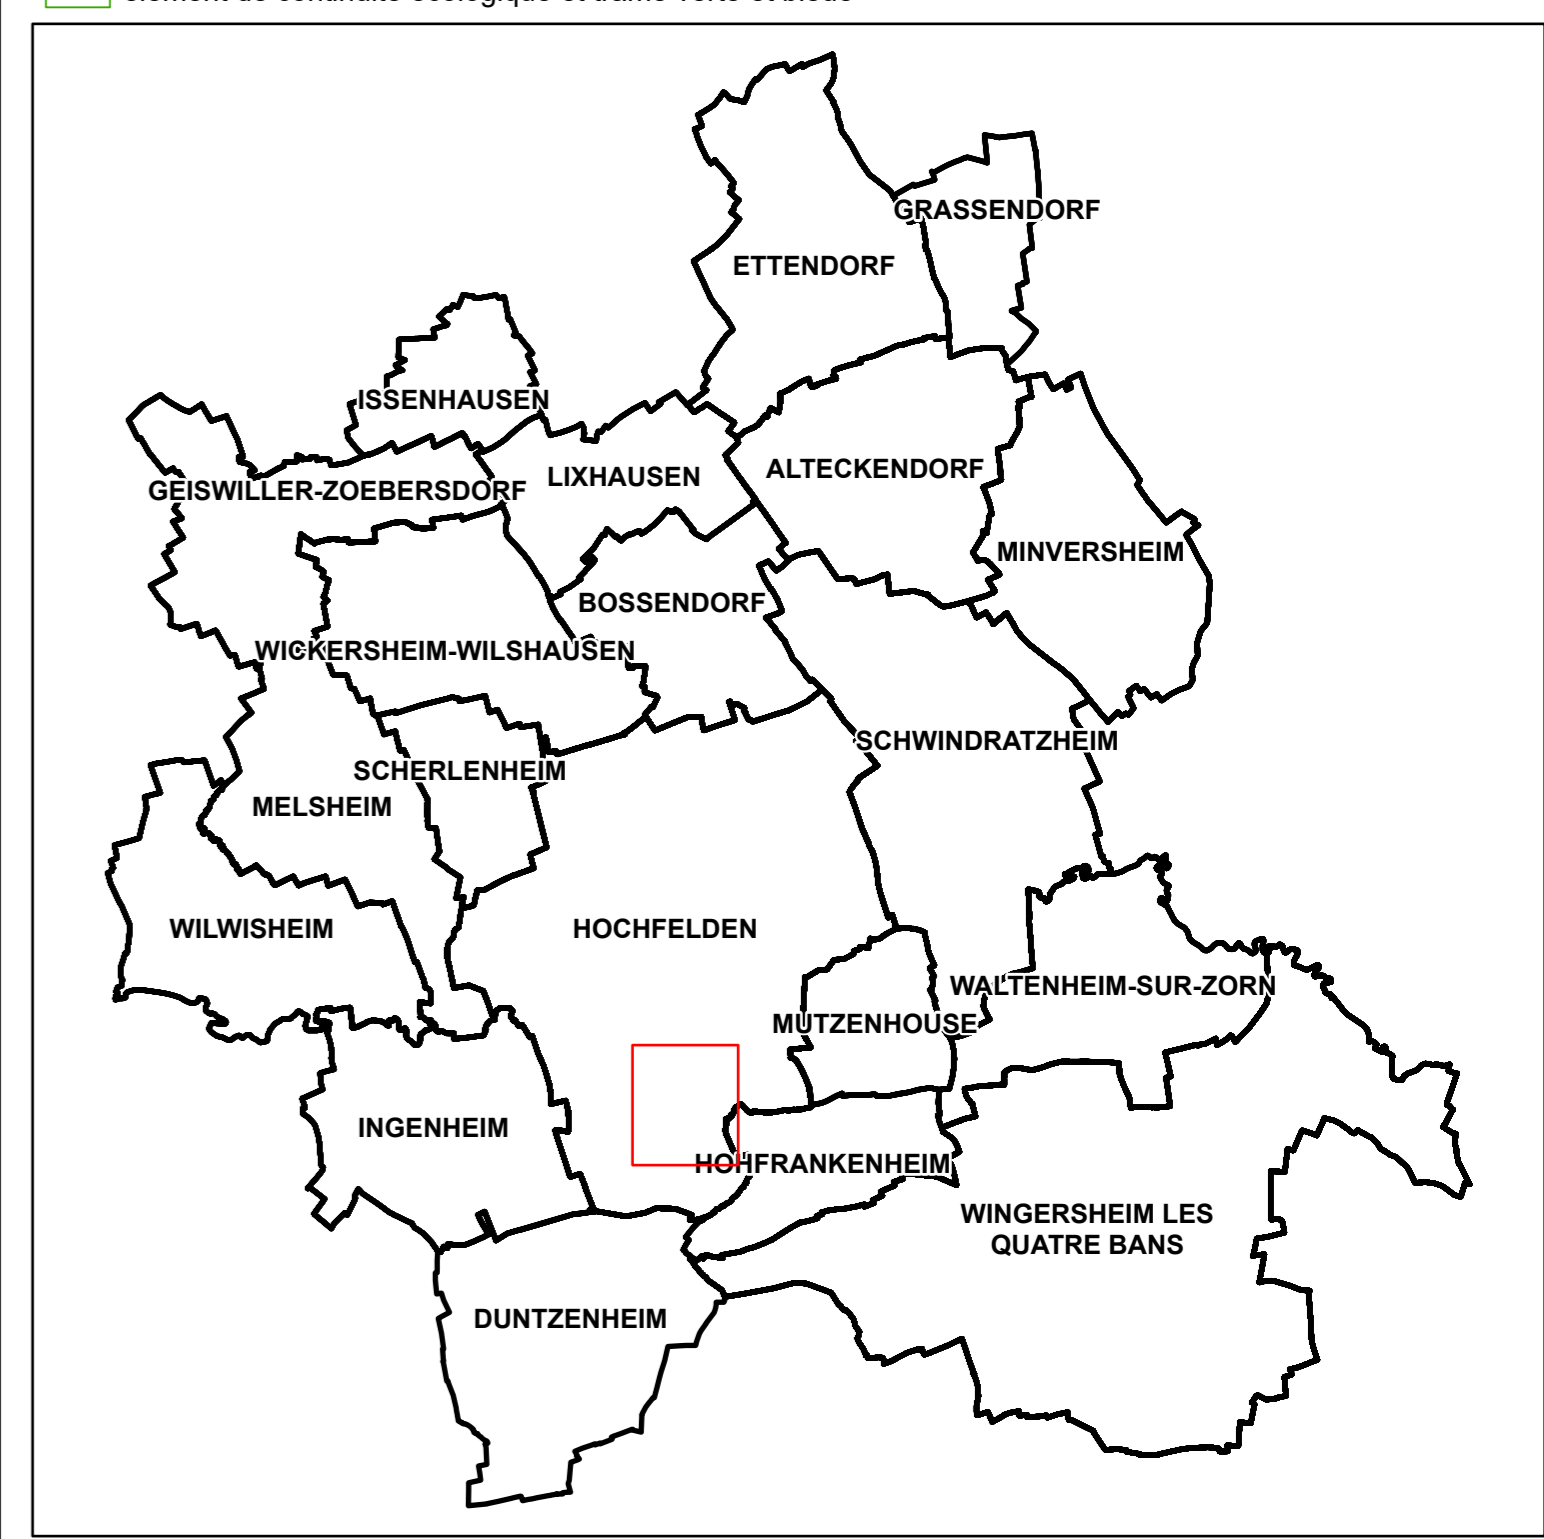 GRASSENDORF
ETTENDORF
ISSENHAUSEN
ALTECKENDORF
LIXHAUSEN
GEISWILLER-ZOEBERSDORF
MINVERSHEIM
BOSSENDORF
WICKERSHEIM-WILSHAUSEN
SCHWINDRATZHEIM
SCHERLENHEIM
MELSHEIM
WILWISHEIM
HOCHFELDEN
WALTENHEIM-SUR-ZORN
MUTZENHOUSE
INGENHEIM
HOHFRANKENHEIM
WINGERSHEIM LES
QUATRE BANS
DUNTZENHEIM